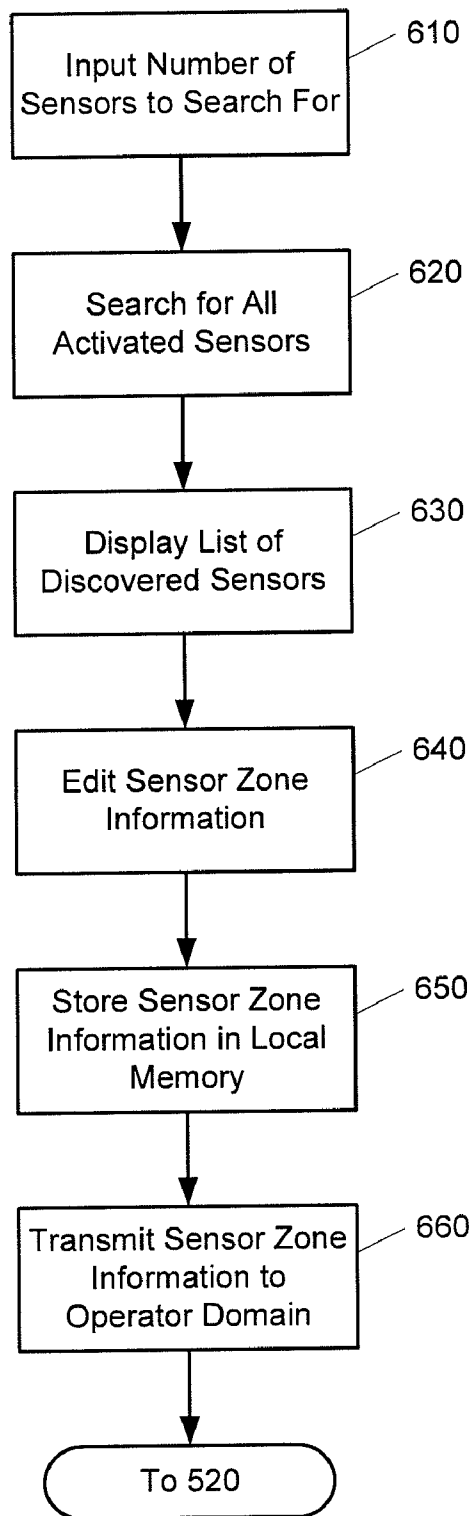 610
Input Number of
Sensors to Search For
620
Search for All
Activated Sensors
630
Display List of
Discovered Sensors
640
Edit Sensor Zone
Information
650
Store Sensor Zone
Information in Local
Memory
660
Transmit Sensor Zone
Information to
Operator Domain
To 520